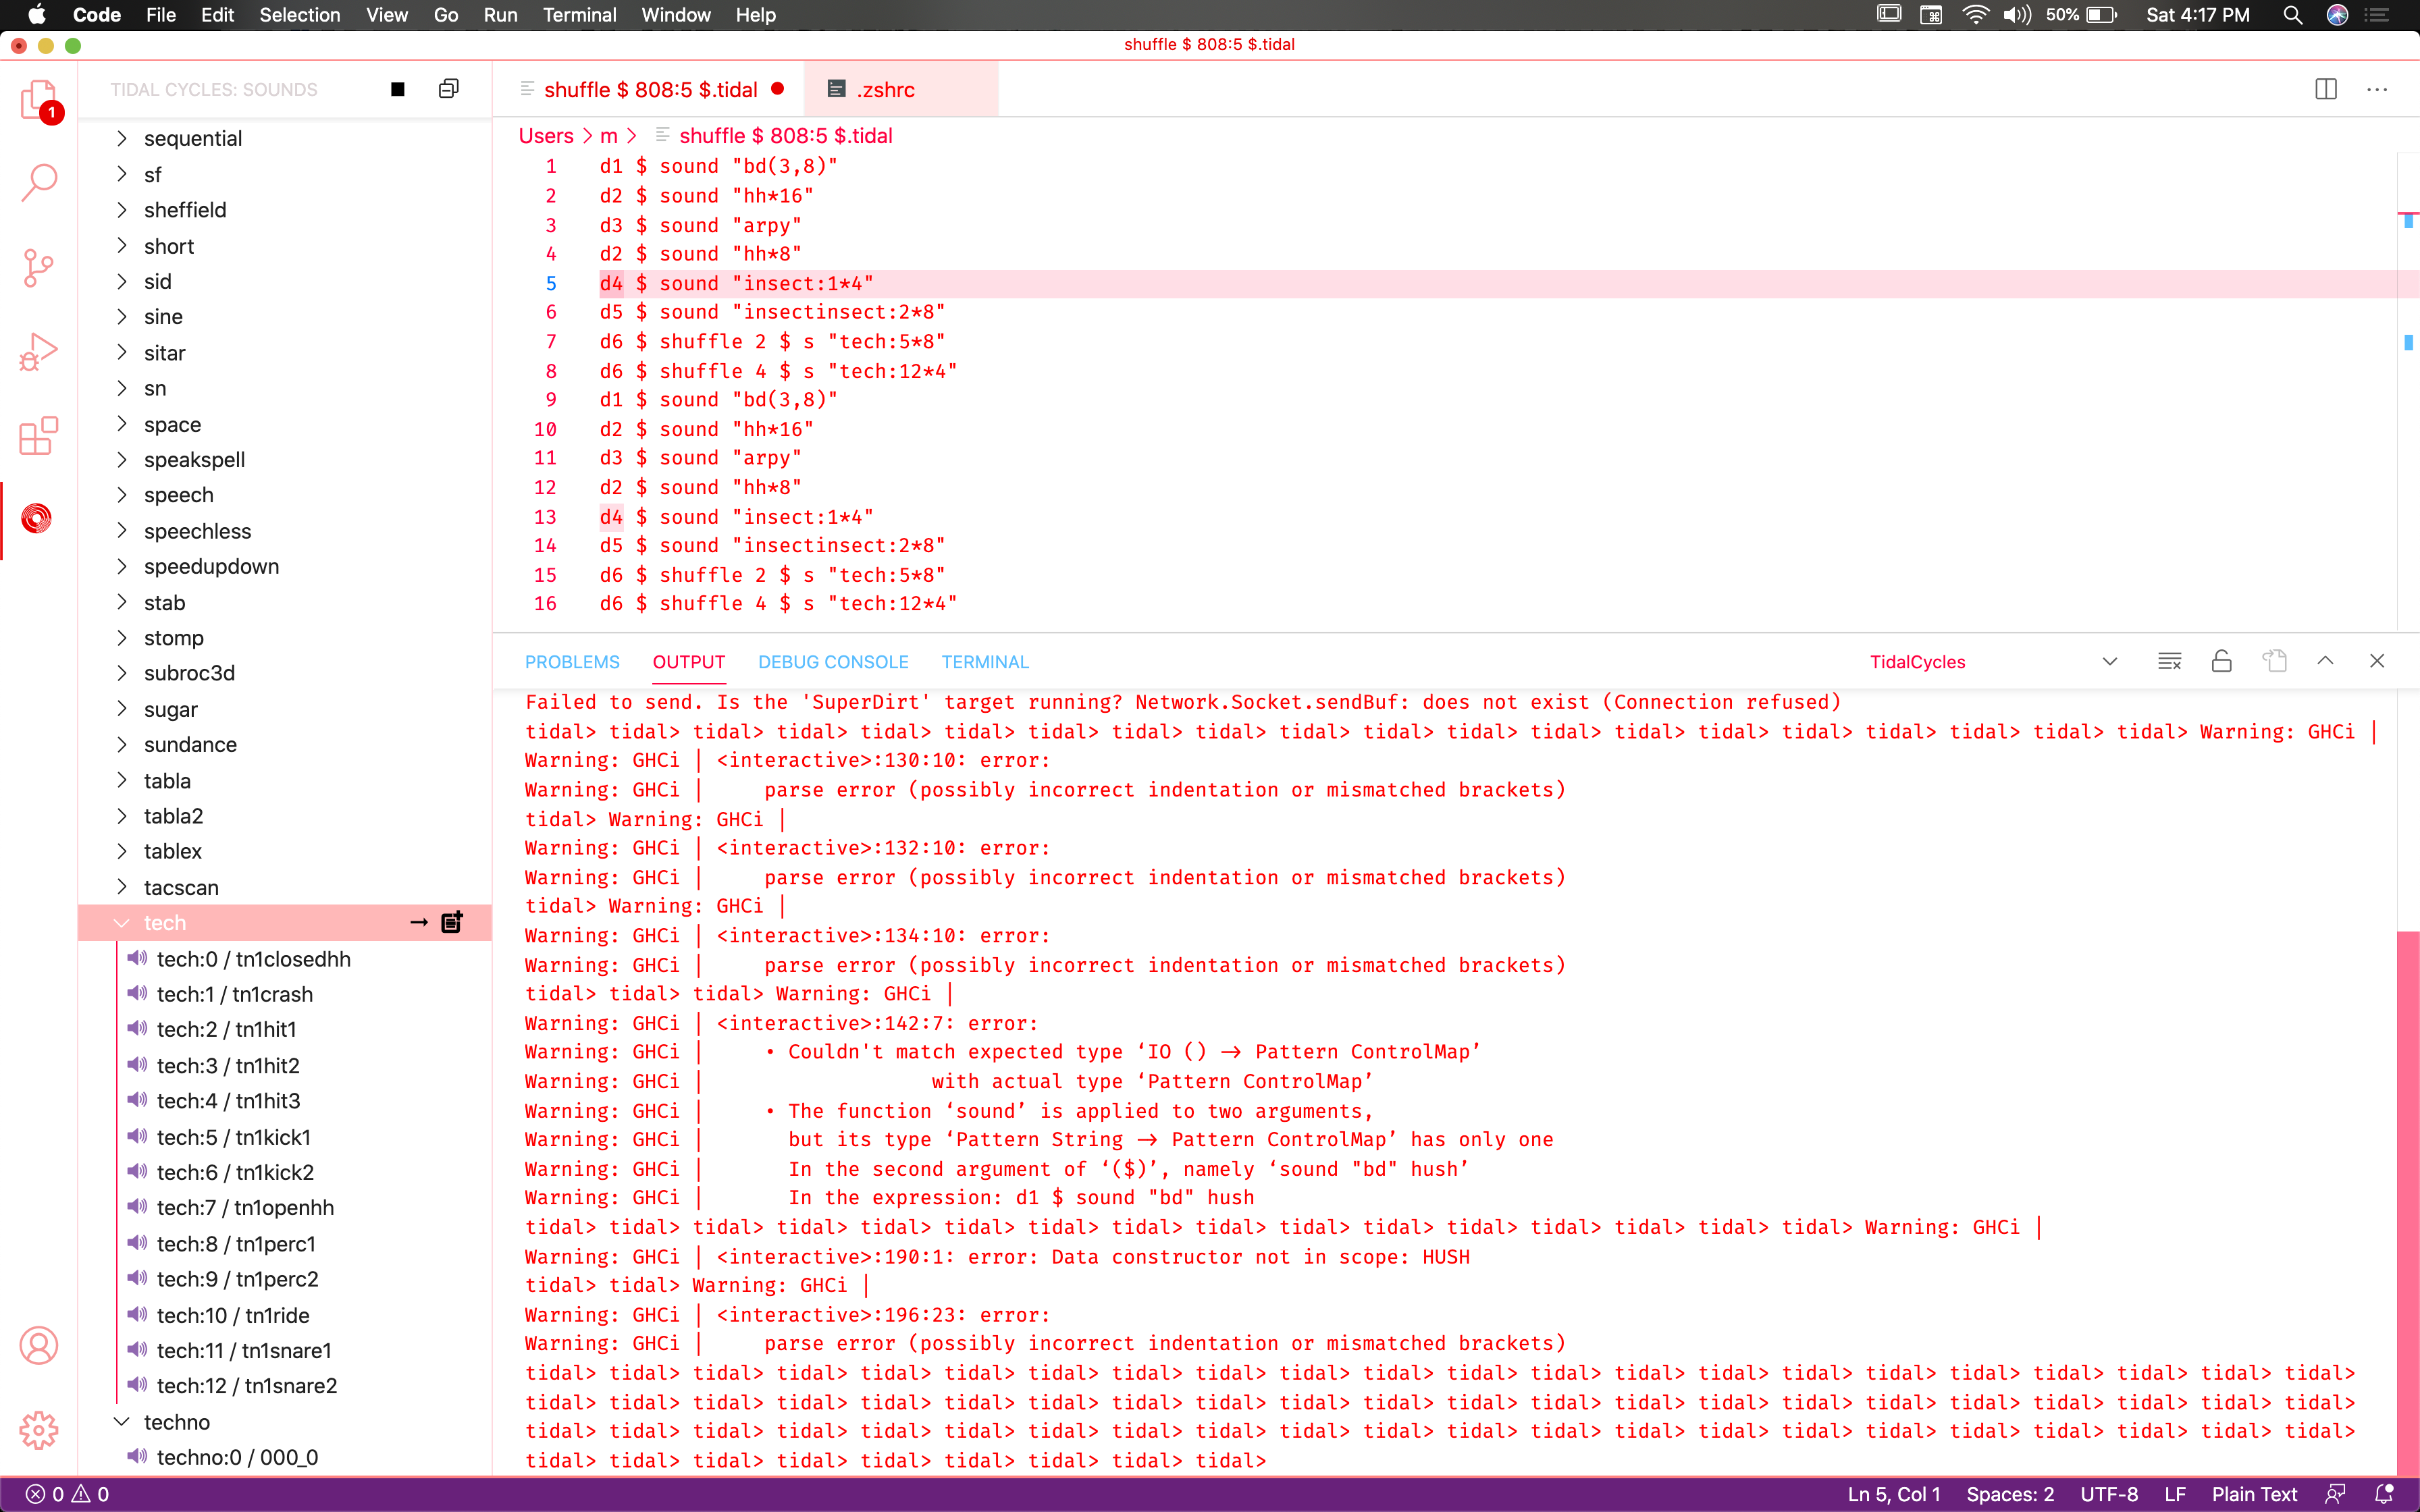 Code File Edit Selection View Go Run Terminal Window Help 50% Sat 4:17 PM
shuffle $ 808:5 $.tidal
1
TIDAL CYCLES: SOUNDS
sequential
sf
sheffield
short
sid
sine
sitar
sn
space
speakspell
speech
speechless
speedupdown
stab
stomp
subroc3d
sugar
sundance
tabla
tabla2
tablex
tacscan
tech
tech:0 / tn1closedhh
tech:1 / tn1crash
tech:2 / tn1hit1
tech:3 / tn1hit2
tech:4 / tn1hit3
tech:5 / tn1kick1
tech:6 / tn1kick2
tech:7 / tn1openhh
tech:8 / tn1perc1
tech:9 / tn1perc2
tech:10 / tn1ride
tech:11 / tn1snare1
tech:12 / tn1snare2
techno
techno:0 / 000_0
shuffle $ 808:5 $.tidal .zshrc
Users > m > shuffle $ 808:5 $.tidal
1 d1 $ sound "bd(3,8)"
2 d2 $ sound "hh*16"
3 d3 $ sound "arpy"
4 d2 $ sound "hh*8"
5 d4 $ sound "insect:1*4"
6 d5 $ sound "insectinsect:2*8"
7 d6 $ shuffle 2 $ s "tech:5*8"
8 d6 $ shuffle 4 $ s "tech:12*4"
9 d1 $ sound "bd(3,8)"
10 d2 $ sound "hh*16"
11 d3 $ sound "arpy"
12 d2 $ sound "hh*8"
13 d4 $ sound "insect:1*4"
14 d5 $ sound "insectinsect:2*8"
15 d6 $ shuffle 2 $ s "tech:5*8"
16 d6 $ shuffle 4 $ s "tech:12*4"
PROBLEMS OUTPUT DEBUG CONSOLE TERMINAL TidalCycles
Failed to send. Is the 'SuperDirt' target running? Network.Socket.sendBuf: does not exist (Connection refused)
tidal> tidal> tidal> tidal> tidal> tidal> tidal> tidal> tidal> tidal> tidal> tidal> tidal> tidal> tidal> tidal> tidal> tidal> tidal> tidal> Warning: GHCi |
Warning: GHCi | <interactive>:130:10: error:
Warning: GHCi |     parse error (possibly incorrect indentation or mismatched brackets)
tidal> Warning: GHCi |
Warning: GHCi | <interactive>:132:10: error:
Warning: GHCi |     parse error (possibly incorrect indentation or mismatched brackets)
tidal> Warning: GHCi |
Warning: GHCi | <interactive>:134:10: error:
Warning: GHCi |     parse error (possibly incorrect indentation or mismatched brackets)
tidal> tidal> tidal> Warning: GHCi |
Warning: GHCi | <interactive>:142:7: error:
Warning: GHCi |     • Couldn't match expected type ‘IO () -> Pattern ControlMap’
Warning: GHCi |                   with actual type ‘Pattern ControlMap’
Warning: GHCi |     • The function ‘sound’ is applied to two arguments,
Warning: GHCi |       but its type ‘Pattern String -> Pattern ControlMap’ has only one
Warning: GHCi |       In the second argument of ‘($)’, namely ‘sound "bd" hush’
Warning: GHCi |       In the expression: d1 $ sound "bd" hush
tidal> tidal> tidal> tidal> tidal> tidal> tidal> tidal> tidal> tidal> tidal> tidal> tidal> tidal> tidal> tidal> Warning: GHCi |
Warning: GHCi | <interactive>:190:1: error: Data constructor not in scope: HUSH
tidal> tidal> Warning: GHCi |
Warning: GHCi | <interactive>:196:23: error:
Warning: GHCi |     parse error (possibly incorrect indentation or mismatched brackets)
tidal> tidal> tidal> tidal> tidal> tidal> tidal> tidal> tidal> tidal> tidal> tidal> tidal> tidal> tidal> tidal> tidal> tidal> tidal> tidal> tidal> tidal>
tidal> tidal> tidal> tidal> tidal> tidal> tidal> tidal> tidal> tidal> tidal> tidal> tidal> tidal> tidal> tidal> tidal> tidal> tidal> tidal> tidal> tidal>
tidal> tidal> tidal> tidal> tidal> tidal> tidal> tidal> tidal> tidal> tidal> tidal> tidal> tidal> tidal> tidal> tidal> tidal> tidal> tidal> tidal> tidal>
tidal> tidal> tidal> tidal> tidal> tidal> tidal> tidal> tidal>
0 0 Ln 5, Col 1 Spaces: 2 UTF-8 LF Plain Text